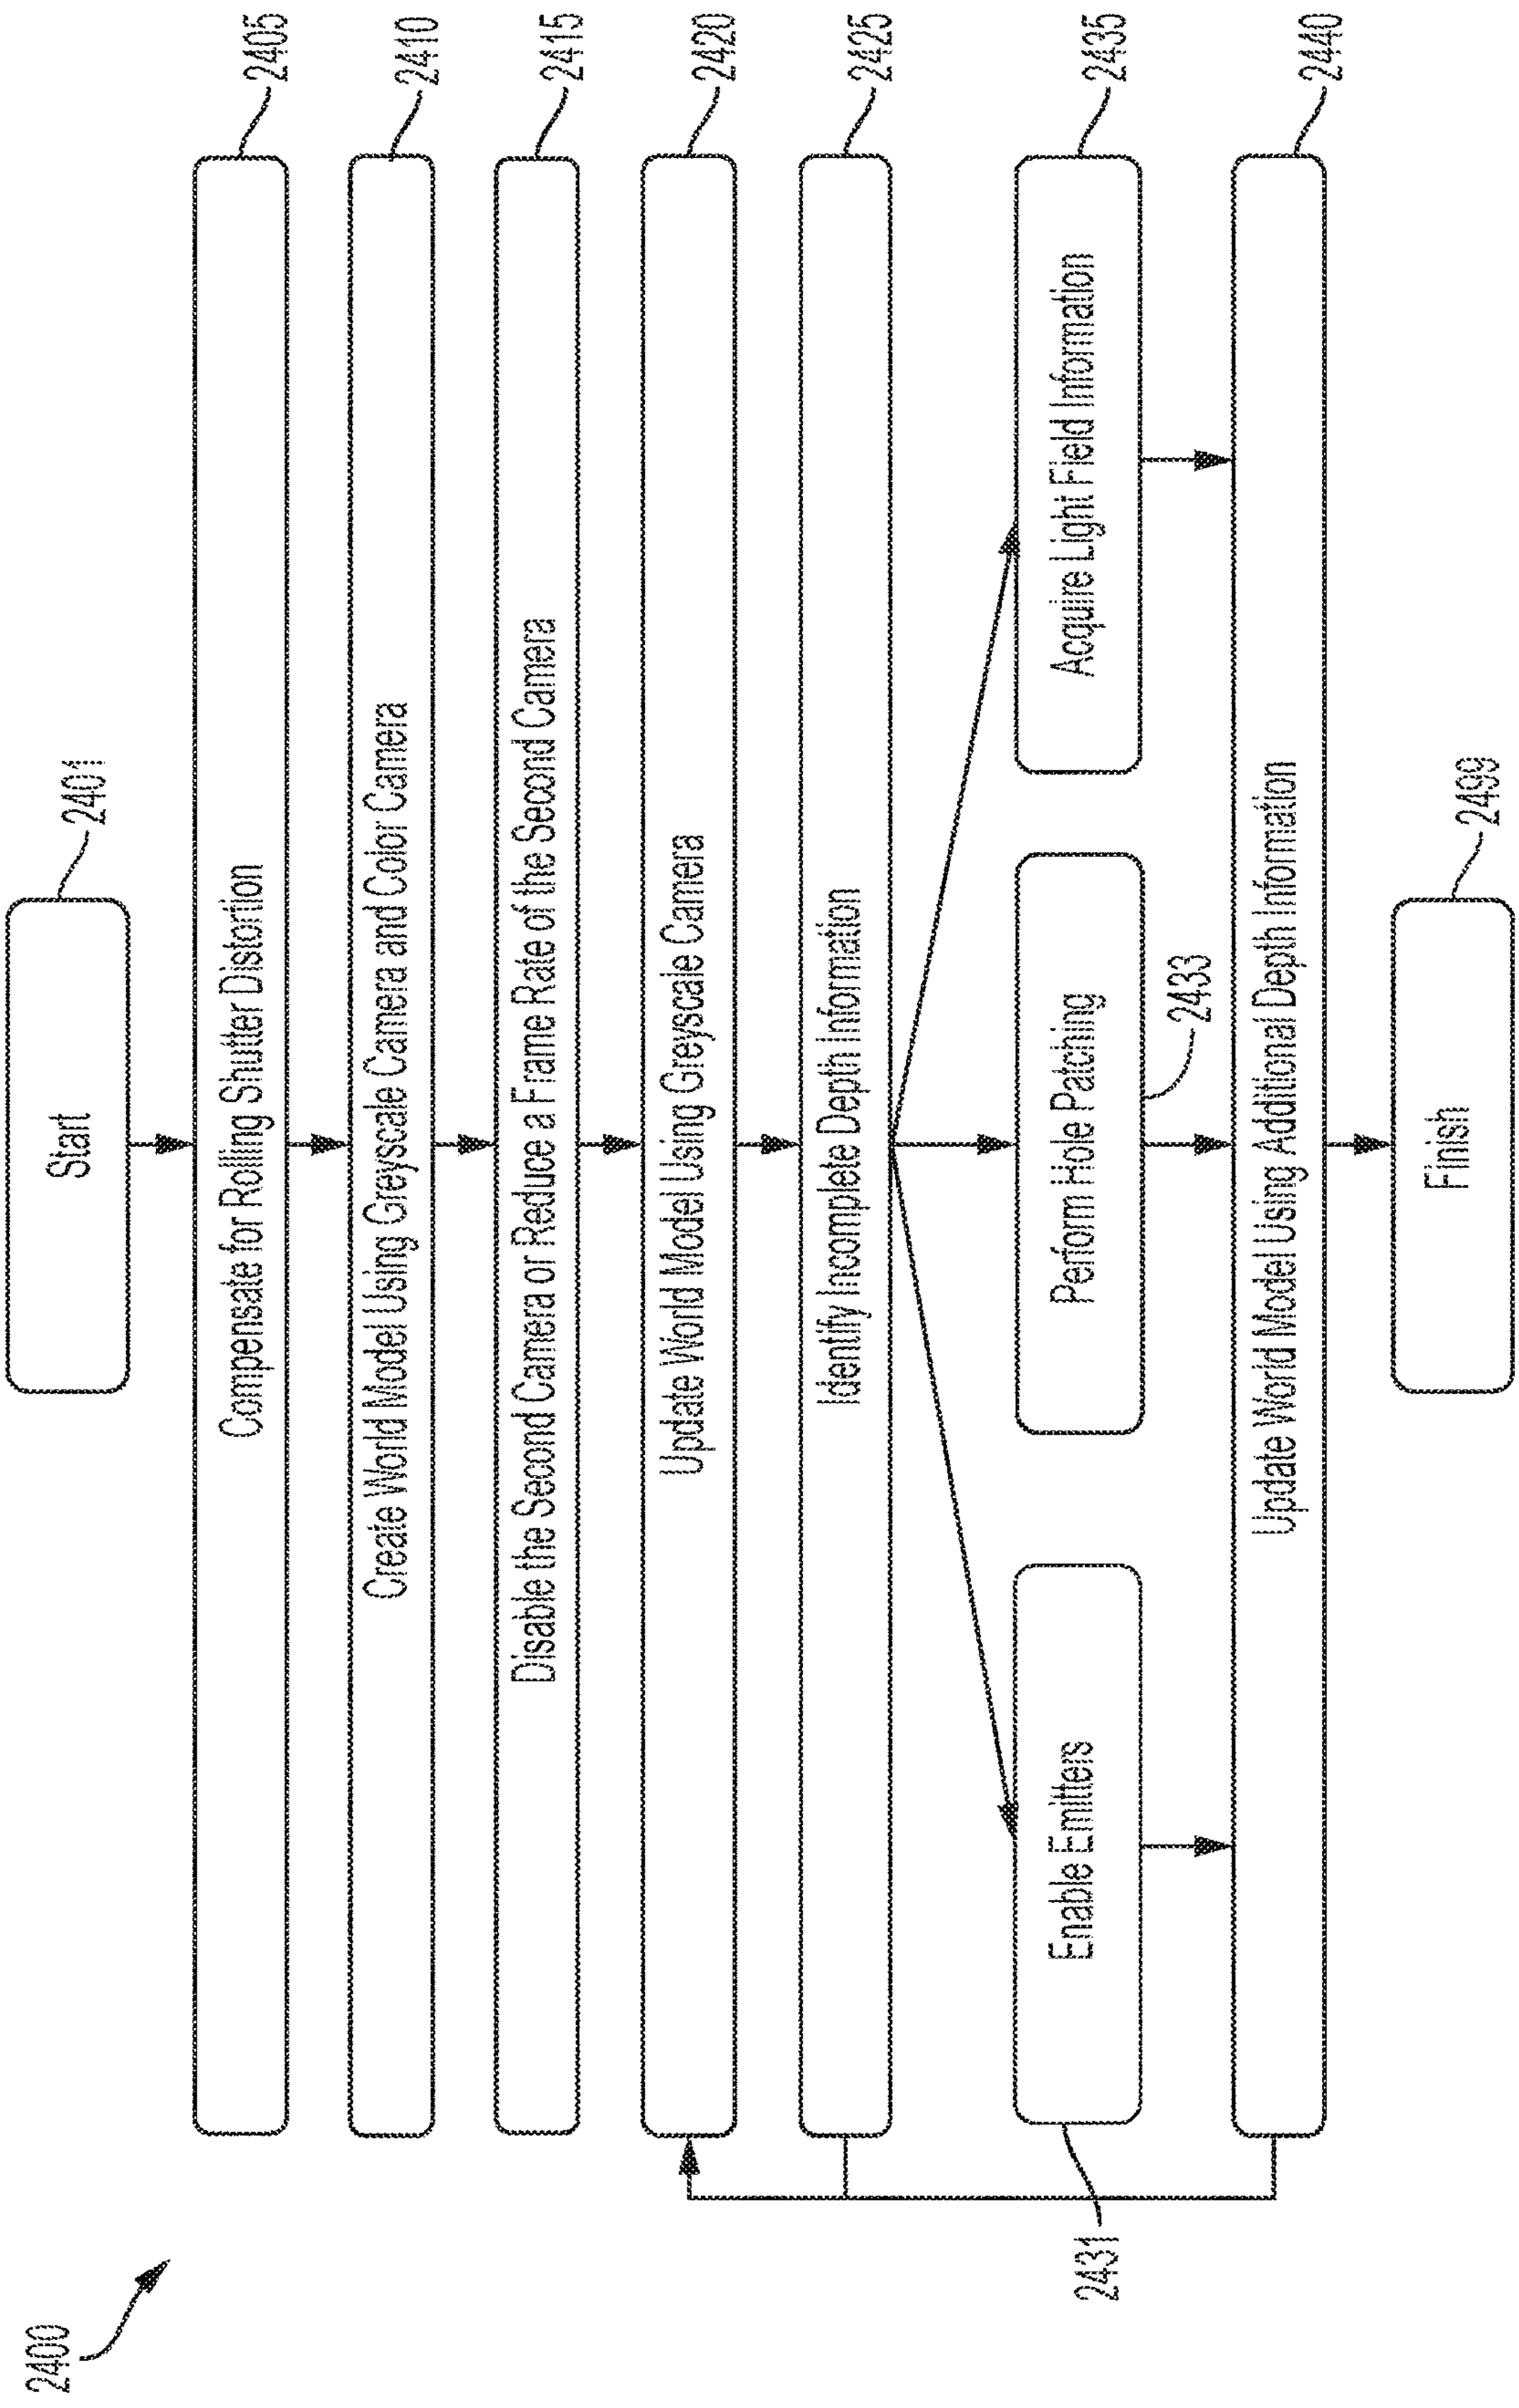 2400
Start
2401
Compensate for Rolling Shutter Distortion
2405
Create World Model Using Greyscale Camera and Color Camera
2410
Disable the Second Camera or Reduce a Frame Rate of the Second Camera
2415
Update World Model Using Greyscale Camera
2420
Identify Incomplete Depth Information
2425
2431
Enable Emitters
Perform Hole Patching
2433
Acquire Light Field Information
2435
Update World Model Using Additional Depth Information
2440
Finish
2499